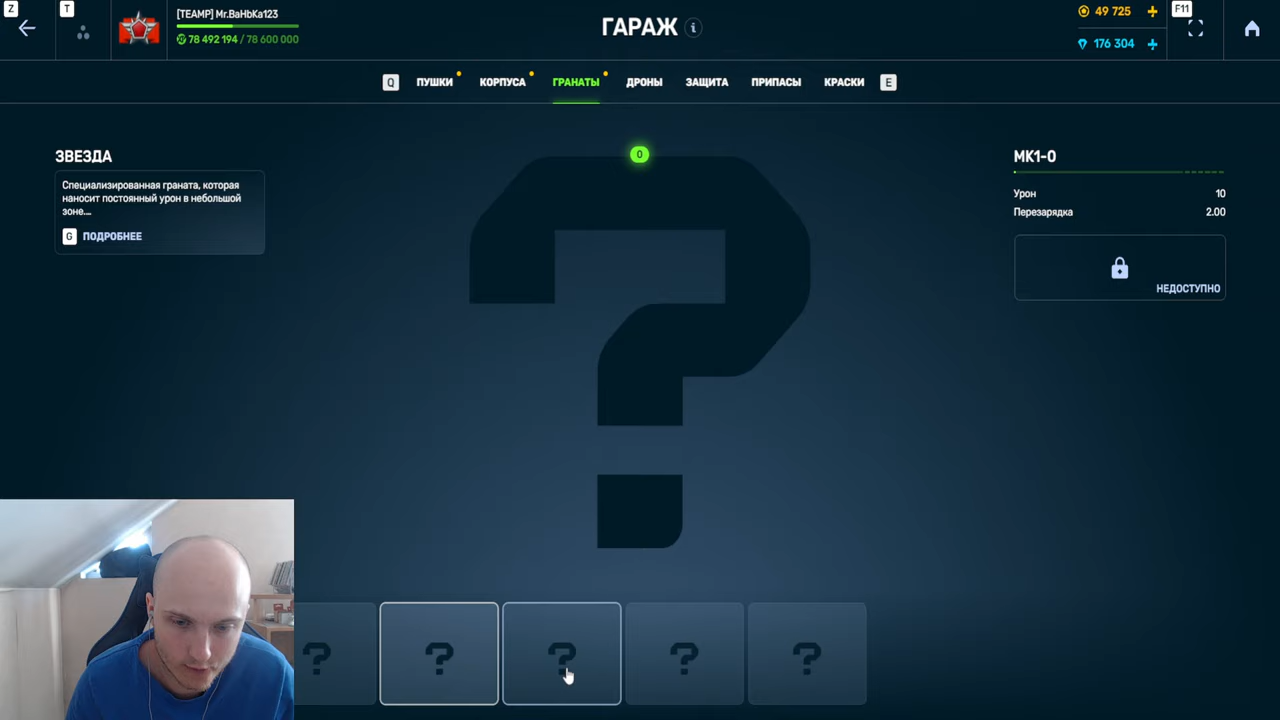 Z
T
[TEAMP] Mr.BaHbKa123
78 492 194 / 78 600 000
ГАРАЖ i
49 725 +
176 304 +
F11
Q ПУШКИ КОРПУСА ГРАНАТЫ ДРОНЫ ЗАЩИТА ПРИПАСЫ КРАСКИ E
ЗВЕЗДА
Специализированная граната, которая
наносит постоянный урон в небольшой
зоне....
G ПОДРОБНЕЕ
0
?
МК1-0
Урон 10
Перезарядка 2.00
НЕДОСТУПНО
? ? ? ? ?